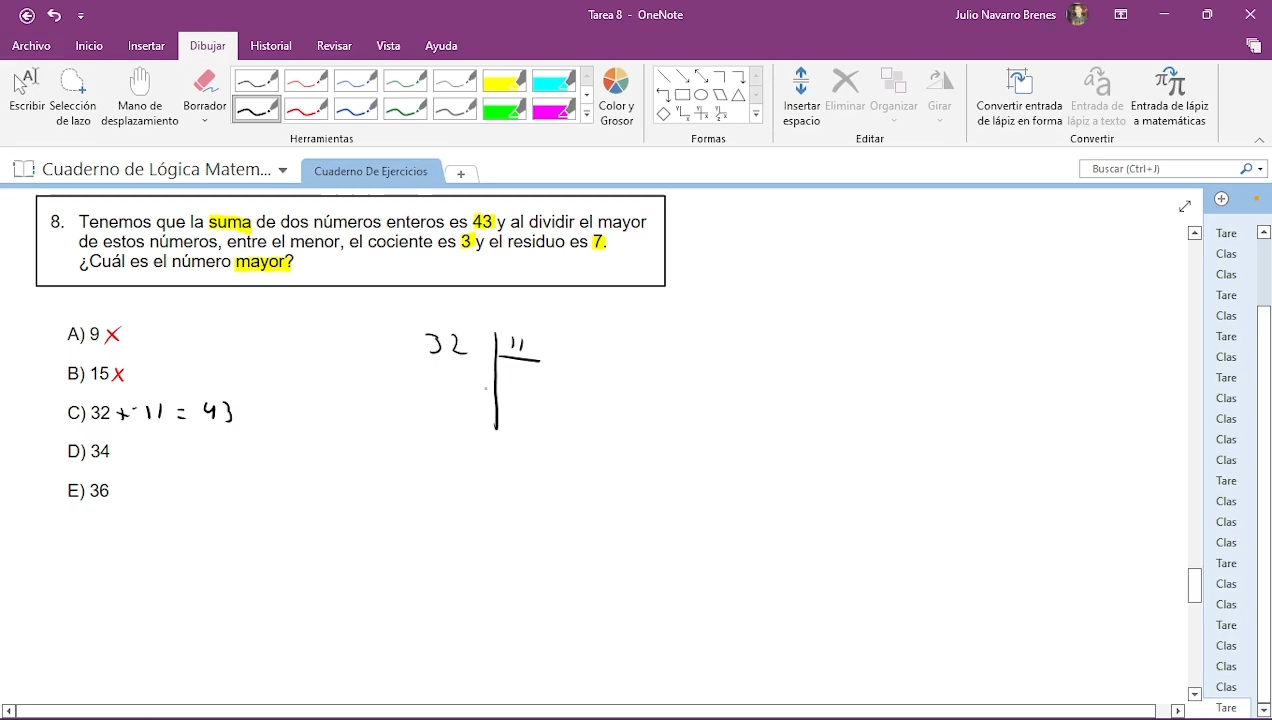 Tarea 8 - OneNote
Julio Navarro Brenes
Archivo Inicio Insertar Dibujar Historial Revisar Vista Ayuda
Escribir
Selección de lazo
Mano de desplazamiento
Borrador
Color y Grosor
Insertar espacio
Eliminar
Organizar
Girar
Convertir entrada de lápiz en forma
Entrada de lápiz a texto
Entrada de lápiz a matemáticas
Herramientas
Formas
Editar
Convertir
Cuaderno de Lógica Matem...
Cuaderno De Ejercicios
+
Buscar (Ctrl+J)
8. Tenemos que la suma de dos números enteros es 43 y al dividir el mayor
de estos números, entre el menor, el cociente es 3 y el residuo es 7.
¿Cuál es el número mayor?
A) 9 x
B) 15 x
C) 32 + 11 = 43
D) 34
E) 36
32 11
Tare
Clas
Clas
Tare
Clas
Clas
Tare
Tare
Clas
Clas
Clas
Clas
Tare
Clas
Clas
Clas
Tare
Clas
Clas
Tare
Clas
Clas
Clas
Tare